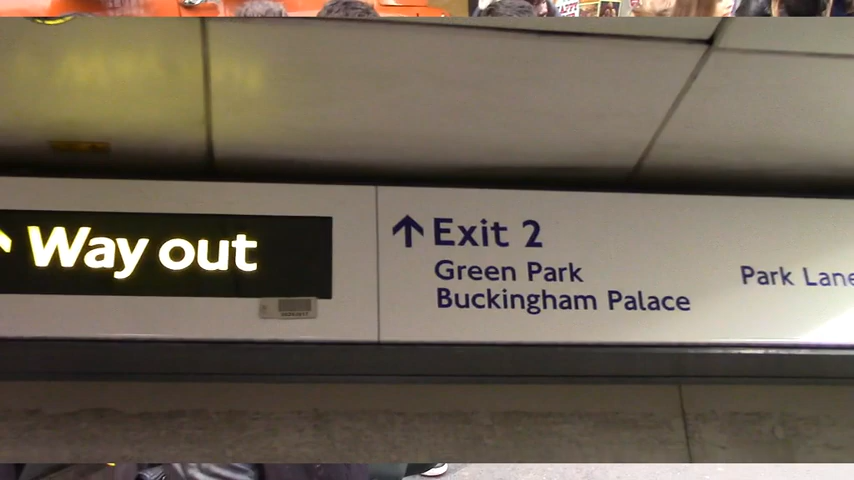 Way out
Exit 2
Green Park
Buckingham Palace
Park Lane